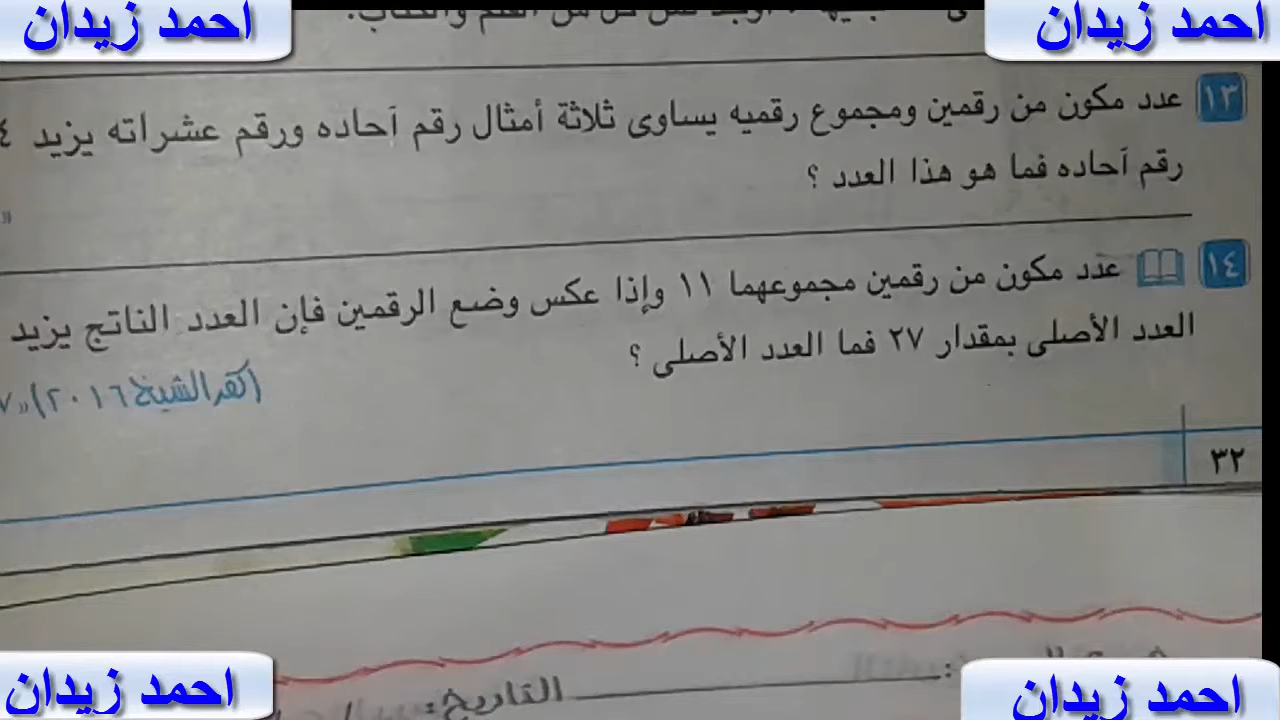 احمد زيدان
احمد زيدان
١٣ عدد مكون من رقمين ومجموع رقميه يساوى ثلاثة أمثال رقم آحاده ورقم عشراته يزيد ٤
رقم آحاده فما هو هذا العدد ؟
١٤ عدد مكون من رقمين مجموعهما ١١ وإذا عكس وضع الرقمين فإن العدد الناتج يزيد
العدد الأصلى بمقدار ٢٧ فما العدد الأصلى ؟
(كفر الشيخ ٢٠١٦)
٣٢
التاريخ:
احمد زيدان
احمد زيدان